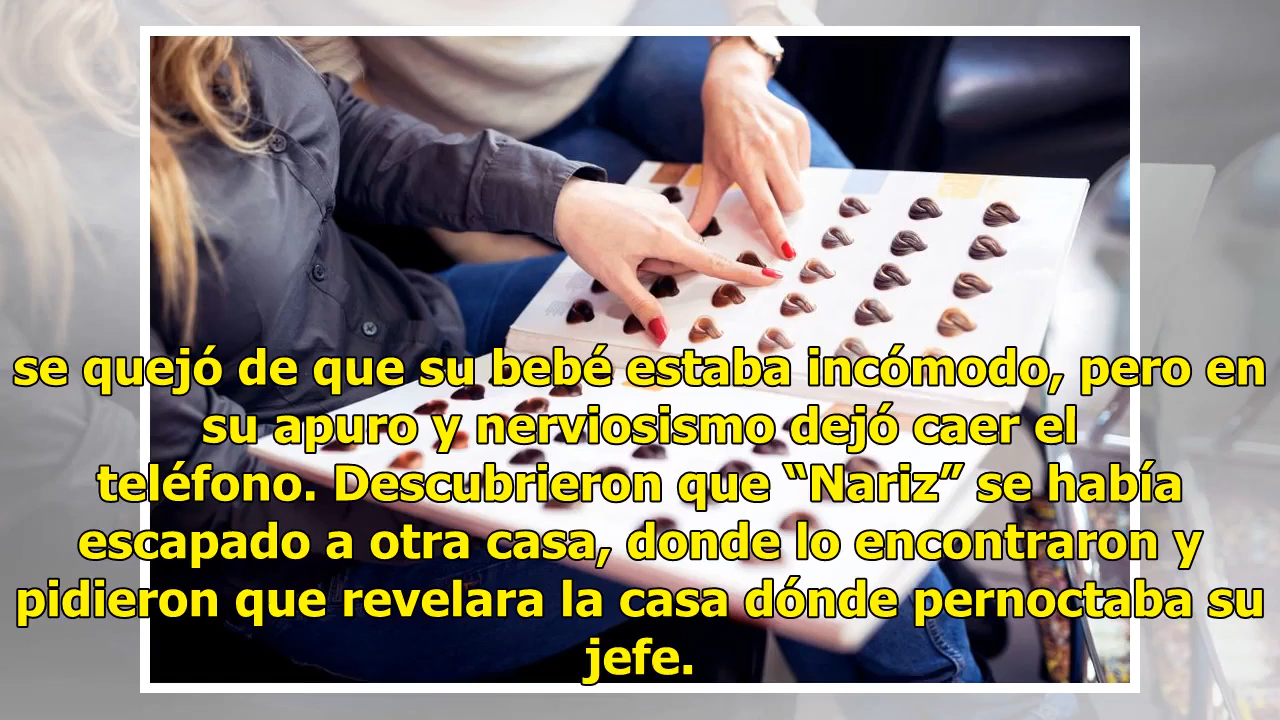 se quejó de que su bebé estaba incómodo, pero en
su apuro y nerviosismo dejó caer el
teléfono. Descubrieron que “Nariz” se había
escapado a otra casa, donde lo encontraron y
pidieron que revelara la casa dónde pernoctaba su
jefe.